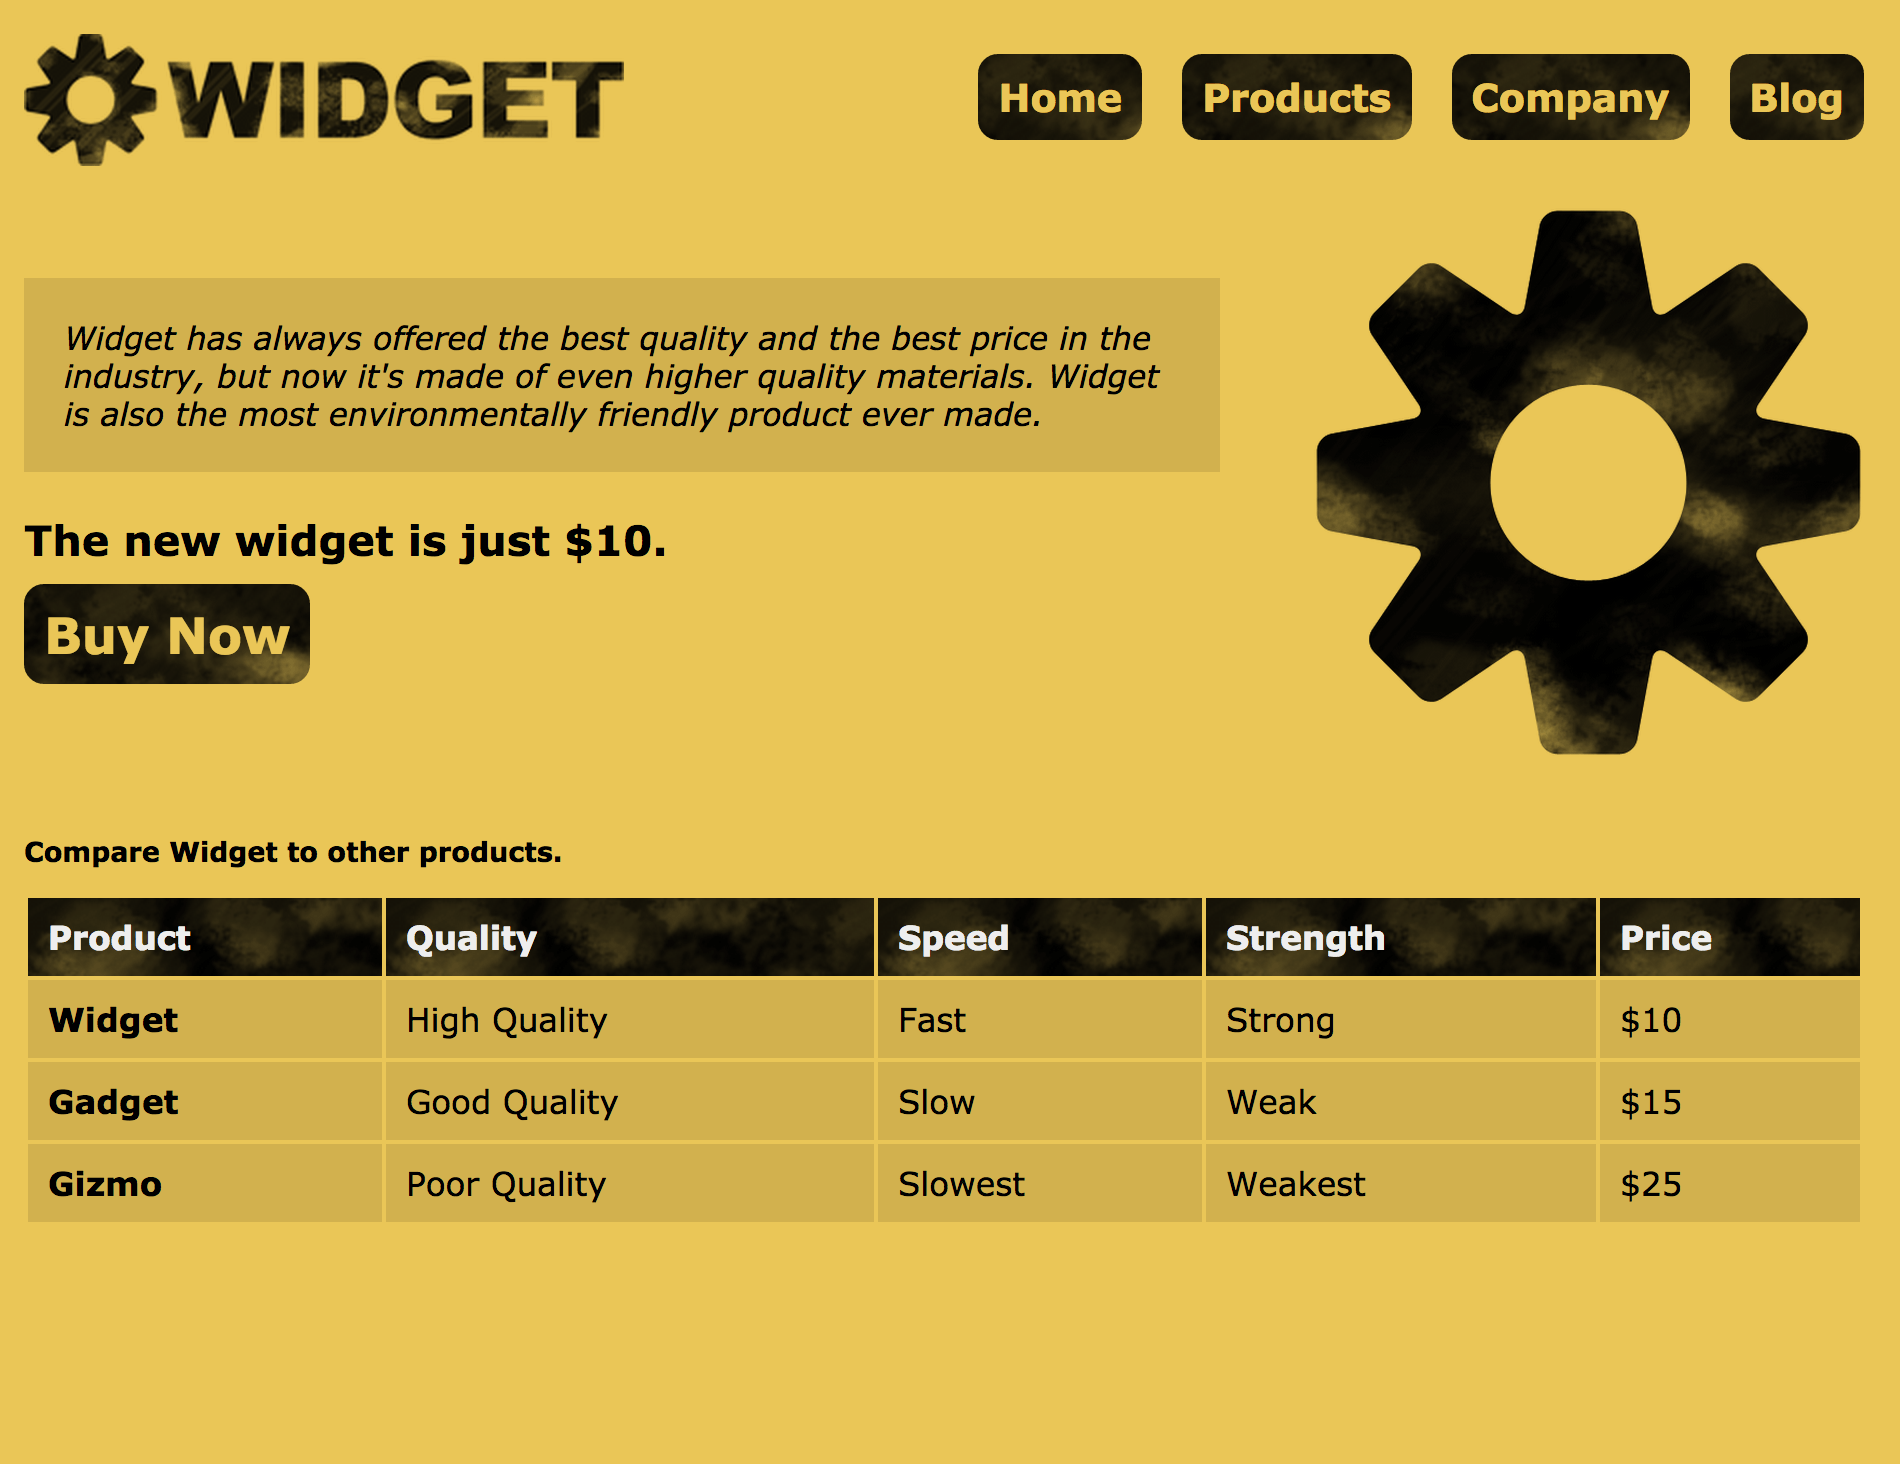 WIDGET
Home Products Company Blog
Widget has always offered the best quality and the best price in the
industry, but now it's made of even higher quality materials. Widget
is also the most environmentally friendly product ever made.
The new widget is just $10.
Buy Now
Compare Widget to other products.
Product Quality Speed Strength Price
Widget High Quality Fast Strong $10
Gadget Good Quality Slow Weak $15
Gizmo Poor Quality Slowest Weakest $25